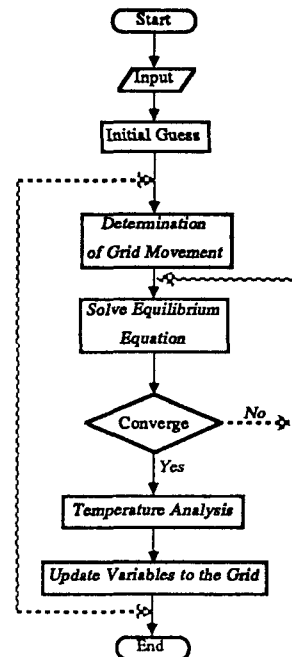 Start
Input
Initial Guess
Determination
of Grid Movement
Solve Equilibrium
Equation
Converge
No
Yes
Temperature Analysis
Update Variables to the Grid
End